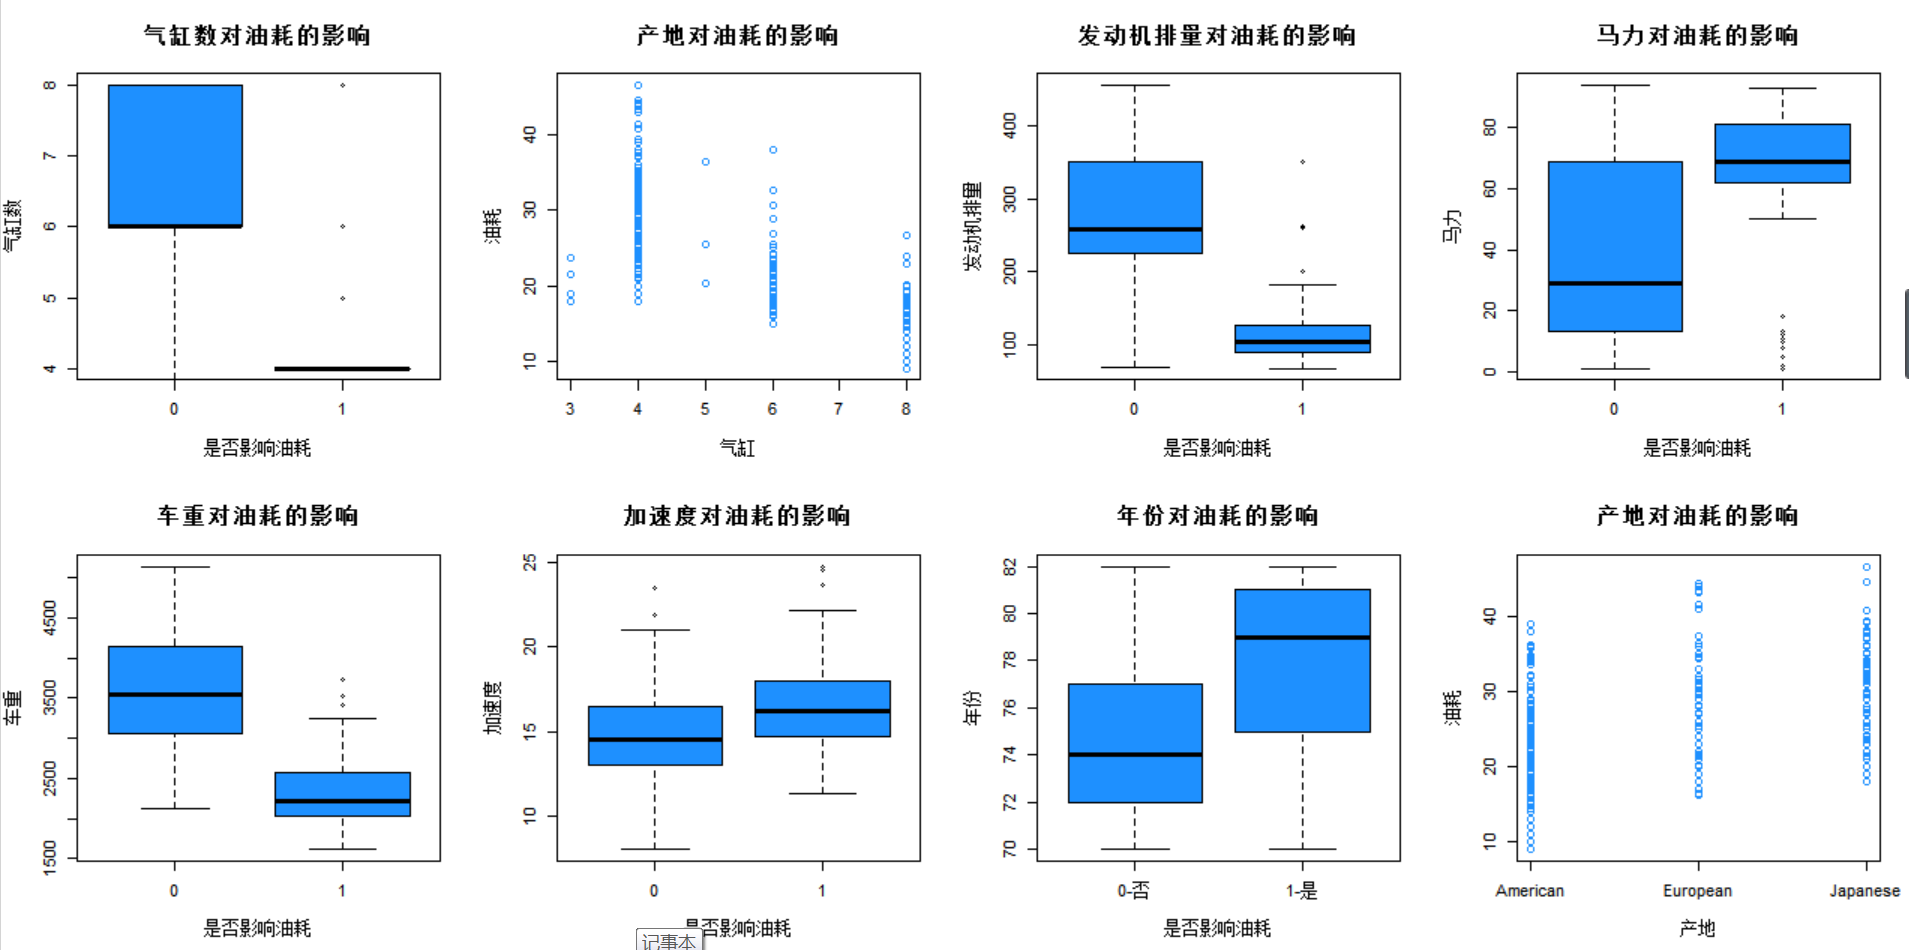 气缸数对油耗的影响
气缸数
8
7
6
5
4
0 1
是否影响油耗
产地对油耗的影响
油耗
40
30
20
10
3 4 5 6 7 8
气缸
发动机排量对油耗的影响
发动机排量
400
300
200
100
0 1
是否影响油耗
马力对油耗的影响
马力
80
60
40
20
0
0 1
是否影响油耗
车重对油耗的影响
车重
4500
3500
2500
1500
0 1
是否影响油耗
加速度对油耗的影响
加速度
25
20
15
10
0 1
是否影响油耗
记事本
年份对油耗的影响
年份
82
80
78
76
74
72
70
0-否 1-是
是否影响油耗
产地对油耗的影响
油耗
40
30
20
10
American European Japanese
产地